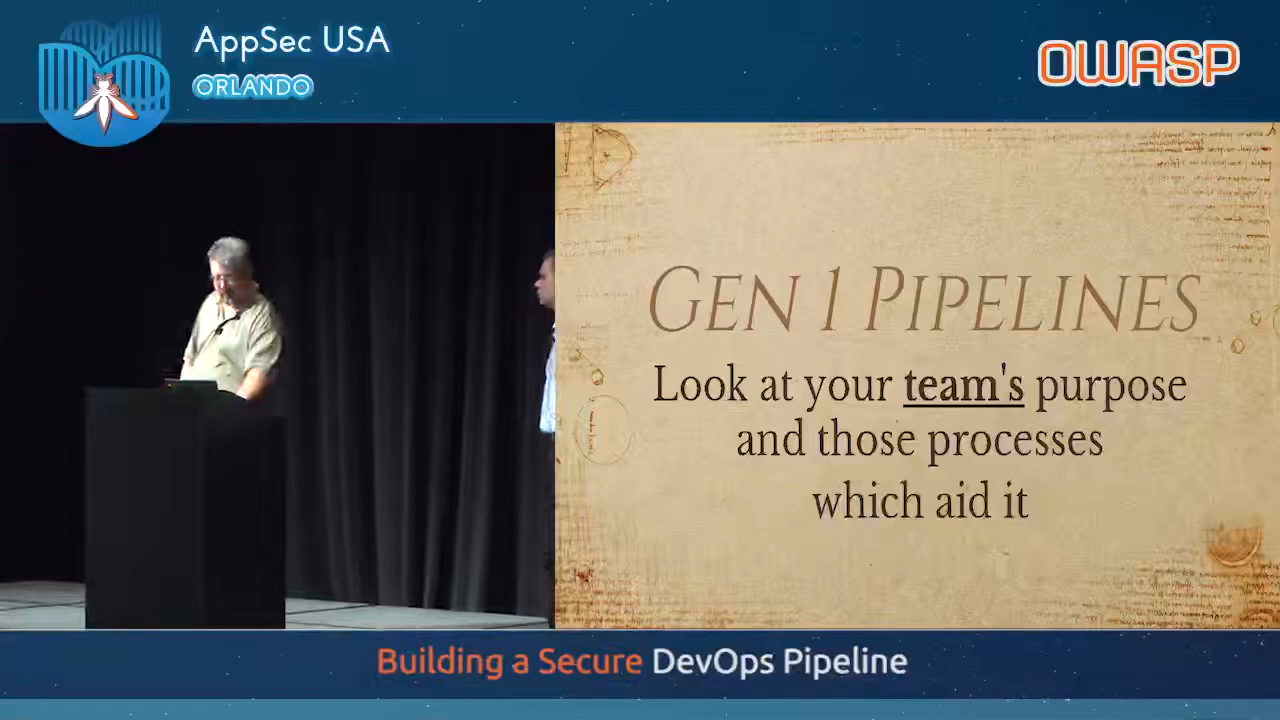 AppSec USA
ORLANDO
OWASP
GEN 1 PIPELINES
Look at your team's purpose
and those processes
which aid it
Building a Secure DevOps Pipeline